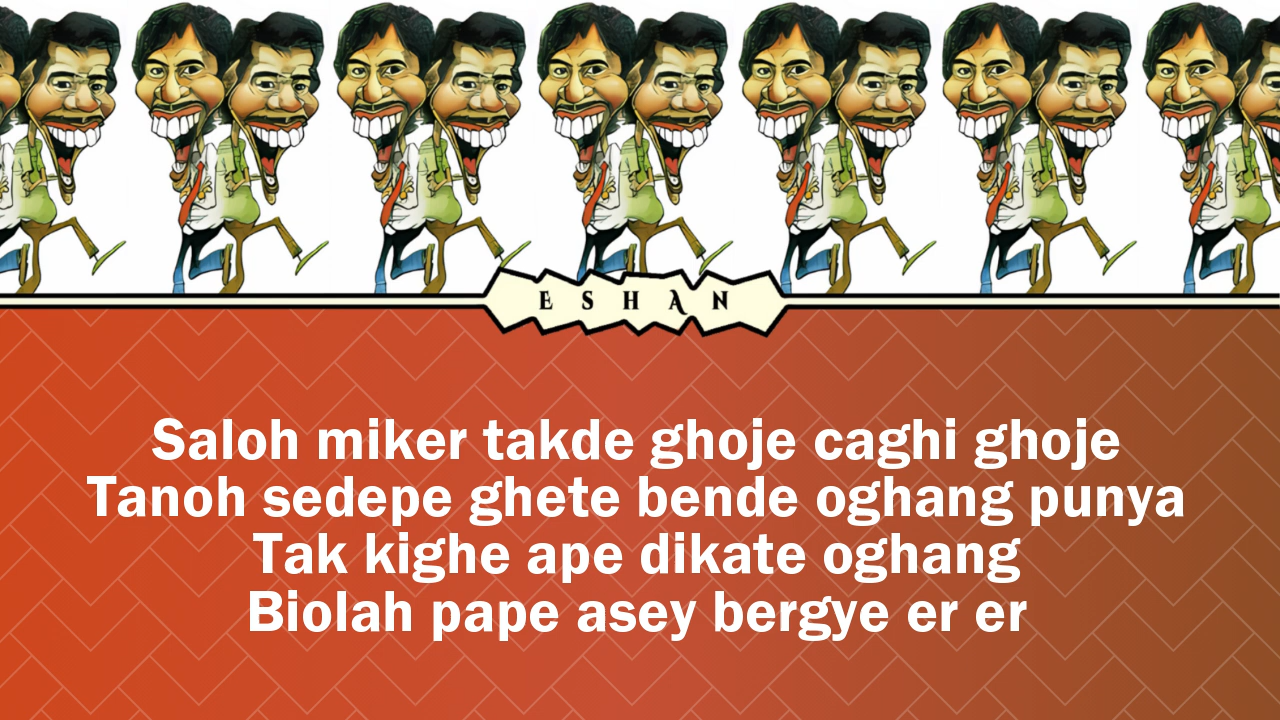 ESHAN
Saloh miker takde ghoje caghi ghoje
Tanoh sedepe ghete bende oghang punya
Tak kighe ape dikate oghang
Biolah pape asey bergye er er